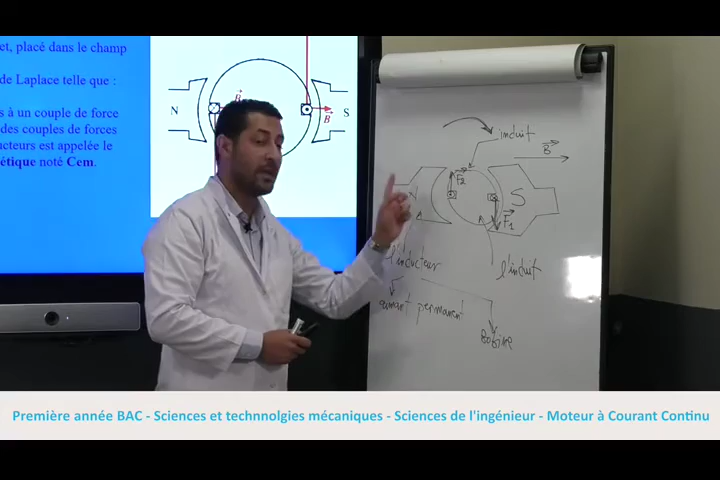 et, placé dans le champ
de Laplace telle que :
s à un couple de force
des couples de forces
ucteurs est appelée le
étique noté Cem.
N
S
B
B
induit
B
F2
S
F1
l'inducteur
l'induit
aimant permanent
Bobine
Première année BAC - Sciences et technnolgies mécaniques - Sciences de l'ingénieur - Moteur à Courant Continu